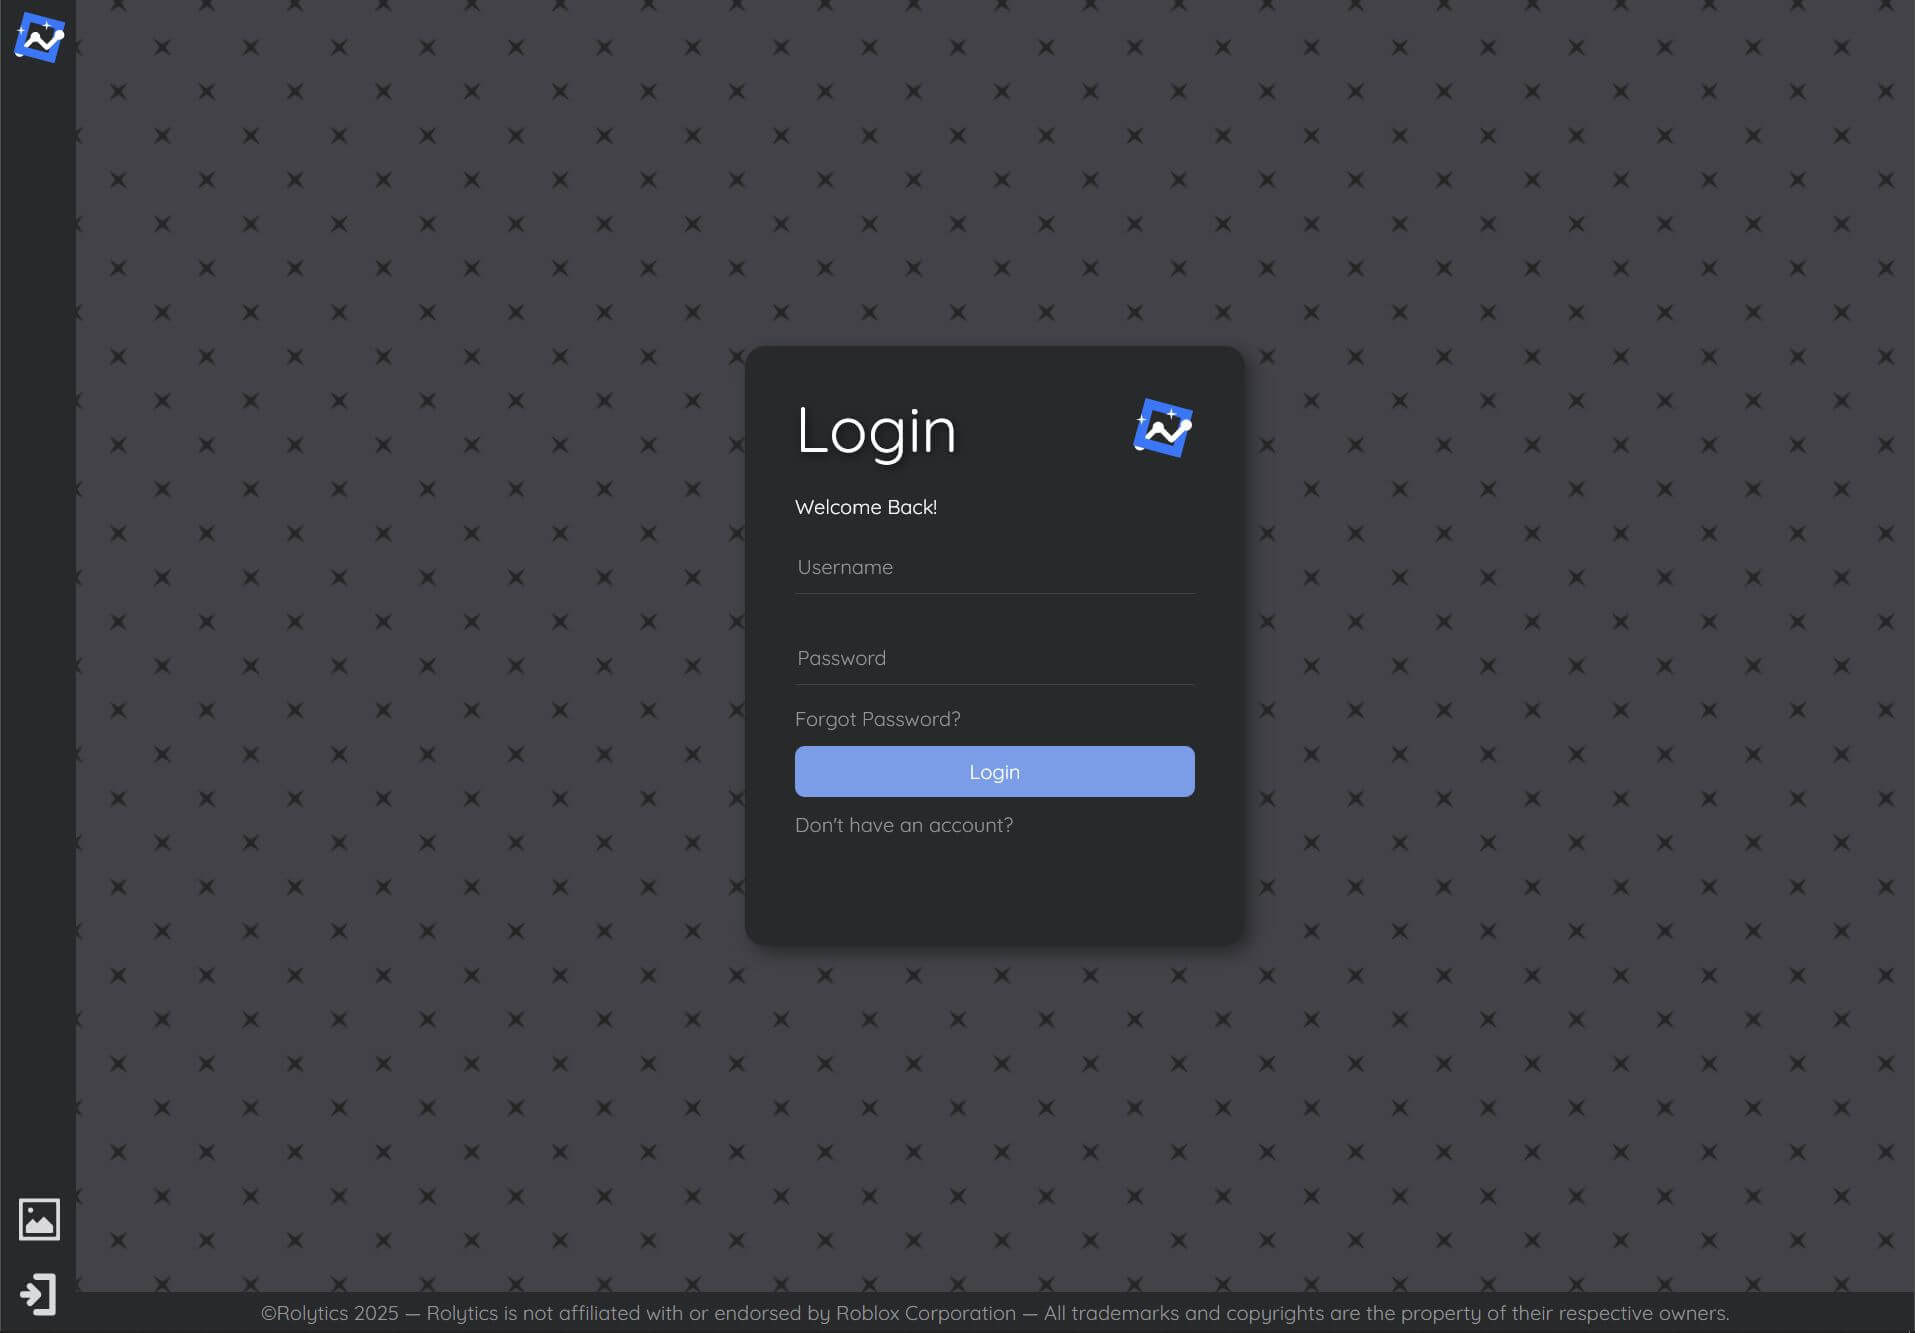 Login
Welcome Back!
Username
Password
Forgot Password?
Login
Don't have an account?
©Rolytics 2025 — Rolytics is not affiliated with or endorsed by Roblox Corporation — All trademarks and copyrights are the property of their respective owners.